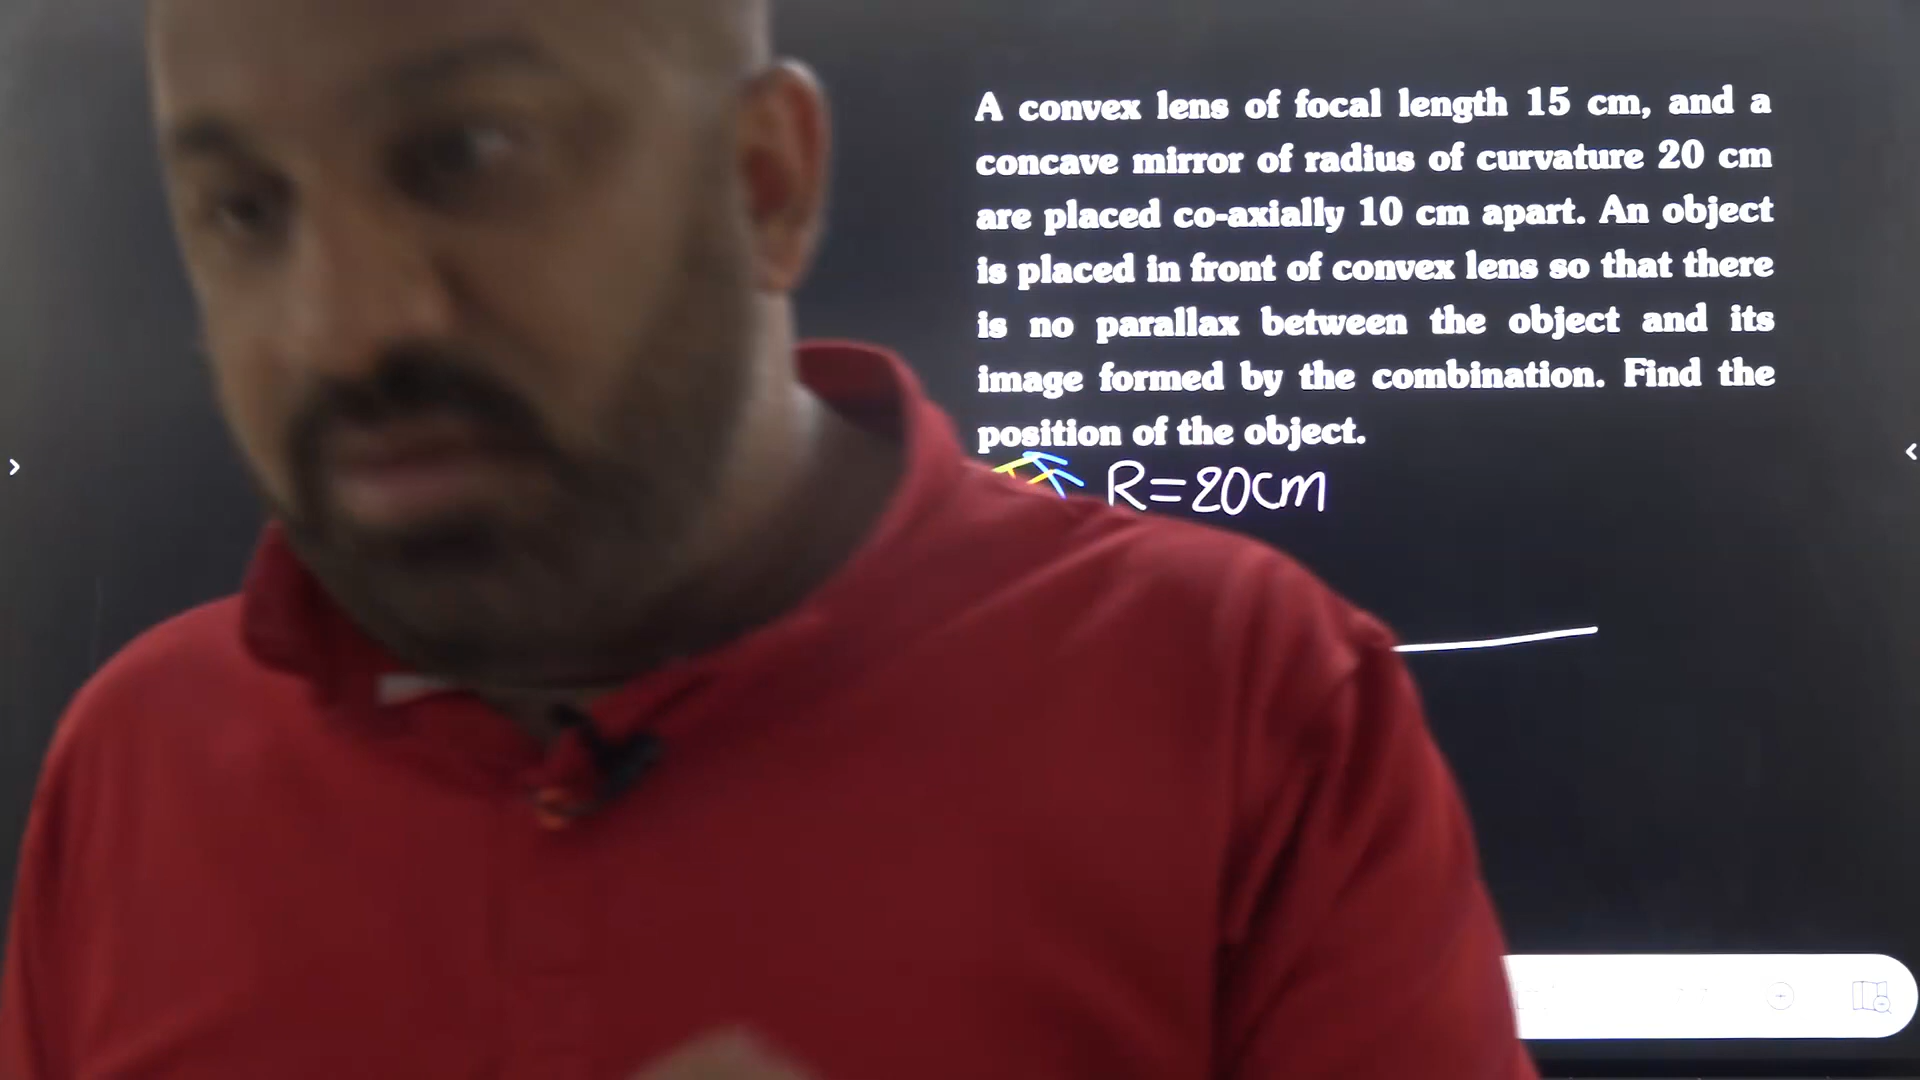 A convex lens of focal length 15 cm, and a
concave mirror of radius of curvature 20 cm
are placed co-axially 10 cm apart. An object
is placed in front of convex lens so that there
is no parallax between the object and its
image formed by the combination. Find the
position of the object.
R=20cm